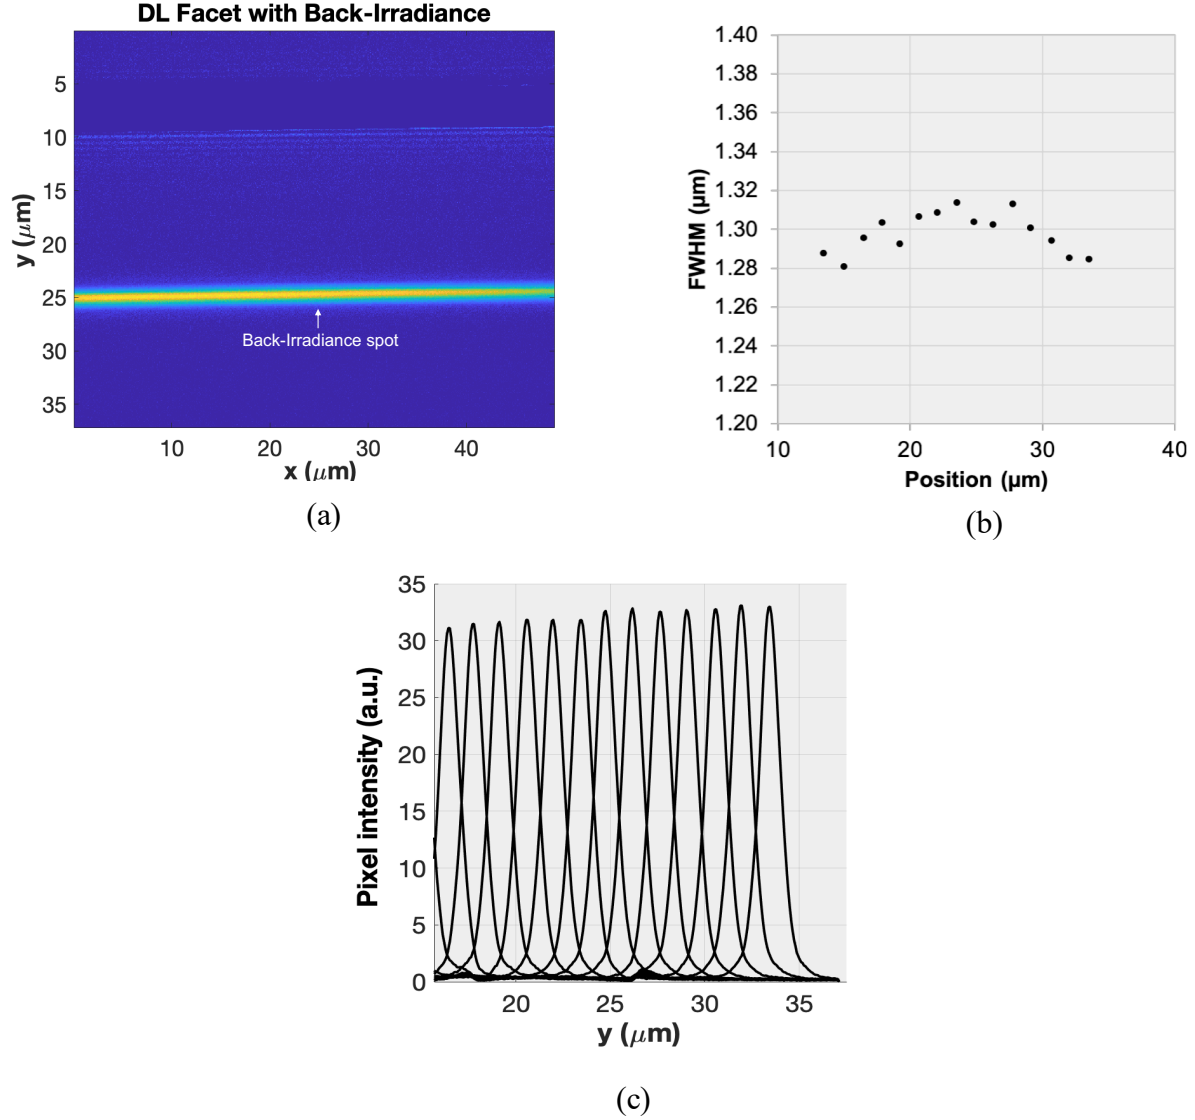 DL Facet with Back-Irradiance
5
10
15
20
25
30
35
y (μm)
Back-Irradiance spot
10 20 30 40
x (μm)
(a)
1.40
1.38
1.36
1.34
1.32
1.30
1.28
1.26
1.24
1.22
1.20
FWHM (μm)
10 20 30 40
Position (μm)
(b)
35
30
25
20
15
10
5
0
Pixel intensity (a.u.)
20 25 30 35
y (μm)
(c)